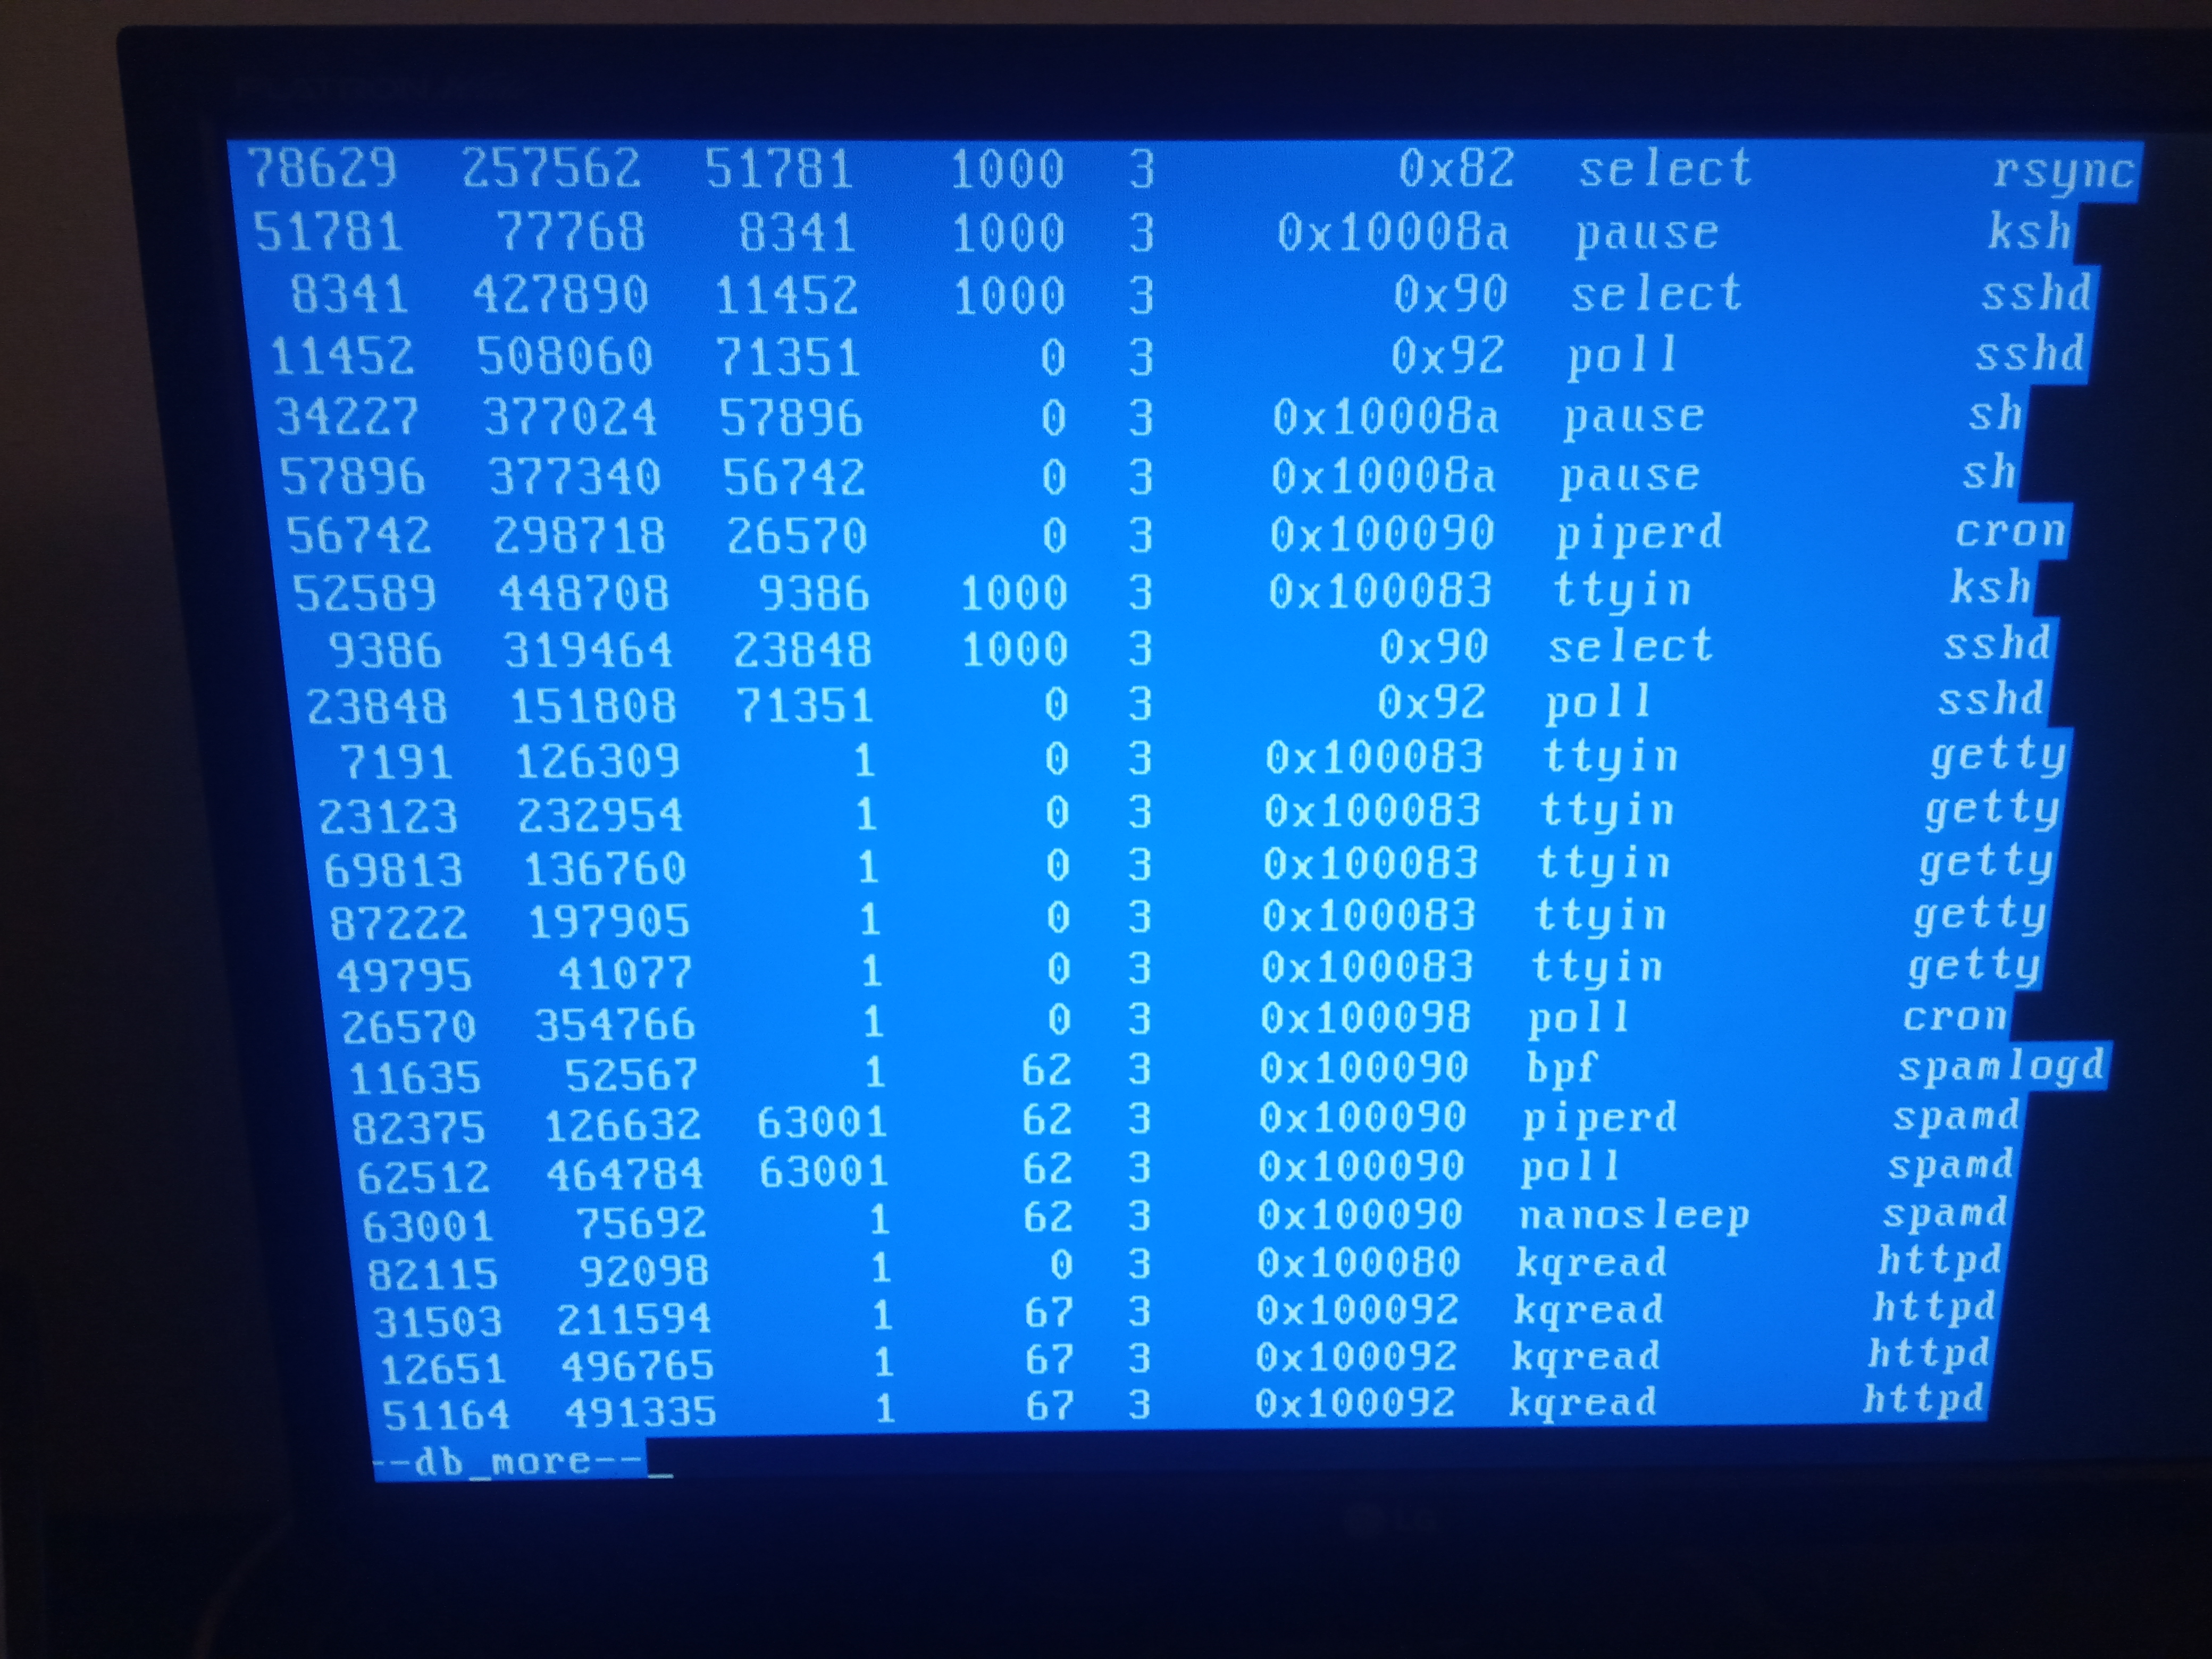 78629 257562 51781 1000 3 0x82 select rsync
51781 77768 8341 1000 3 0x10008a pause ksh
8341 427890 11452 1000 3 0x90 select sshd
11452 508060 71351 0 3 0x92 poll sshd
34227 377024 57896 0 3 0x10008a pause sh
57896 377340 56742 0 3 0x10008a pause sh
56742 298718 26570 0 3 0x100090 piperd cron
52589 448708 9386 1000 3 0x100083 ttyin ksh
9386 319464 23848 1000 3 0x90 select sshd
23848 151808 71351 0 3 0x92 poll sshd
7191 126309 1 0 3 0x100083 ttyin getty
23123 232954 1 0 3 0x100083 ttyin getty
69813 136760 1 0 3 0x100083 ttyin getty
87222 197905 1 0 3 0x100083 ttyin getty
49795 41077 1 0 3 0x100083 ttyin getty
26570 354766 1 0 3 0x100098 poll cron
11635 52567 1 62 3 0x100090 bpf spamlogd
82375 126632 63001 62 3 0x100090 piperd spamd
62512 464784 63001 62 3 0x100090 poll spamd
63001 75692 1 62 3 0x100090 nanosleep spamd
82115 92098 1 0 3 0x100080 kqread httpd
31503 211594 1 67 3 0x100092 kqread httpd
12651 496765 1 67 3 0x100092 kqread httpd
51164 491335 1 67 3 0x100092 kqread httpd
--db_more--_
LG